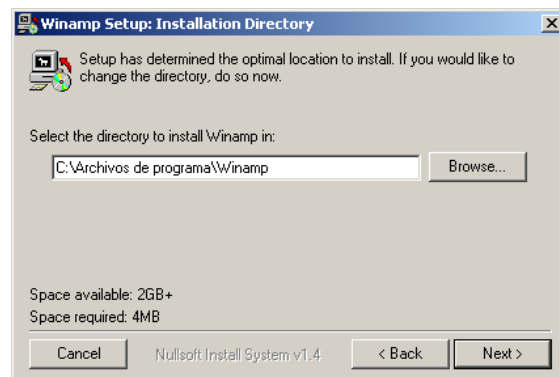 Winamp Setup: Installation Directory
Setup has determined the optimal location to install. If you would like to
change the directory, do so now.
Select the directory to install Winamp in:
C:\Archivos de programa\Winamp
Browse...
Space available: 2GB+
Space required: 4MB
Cancel
Nullsoft Install System v1.4
< Back
Next >